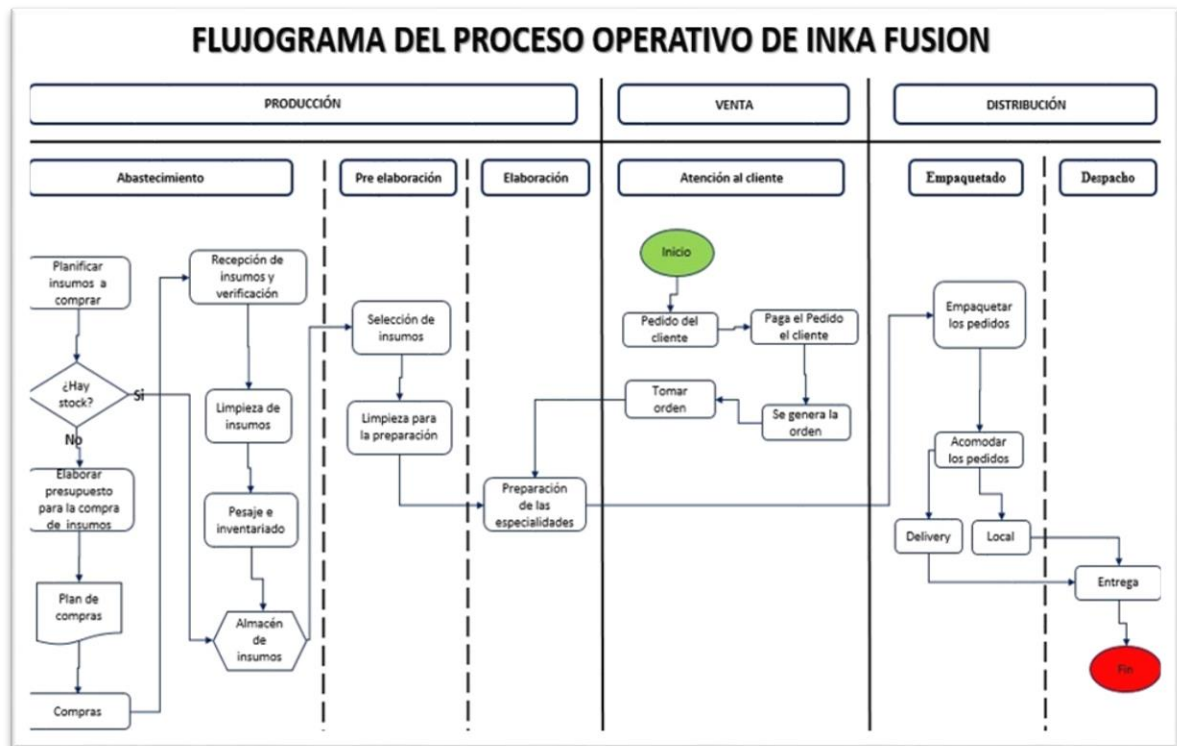 FLUJOGRAMA DEL PROCESO OPERATIVO DE INKA FUSION
PRODUCCIÓN
VENTA
DISTRIBUCIÓN
Abastecimiento
Pre elaboración
Elaboración
Atención al cliente
Empaquetado
Despacho
Planificar
insumos a
comprar
¿Hay
stock?
Si
No
Elaborar
presupuesto
para la compra
de insumos
Plan de
compras
Compras
Recepción de
insumos y
verificación
Limpieza de
insumos
Pesaje e
inventariado
Almacén
de
insumos
Selección de
insumos
Limpieza para
la preparación
Preparación
de las
especialidades
Inicio
Pedido del
cliente
Paga el Pedido
el cliente
Se genera la
orden
Tomar
orden
Empaquetar
los pedidos
Acomodar
los pedidos
Delivery
Local
Entrega
Fin